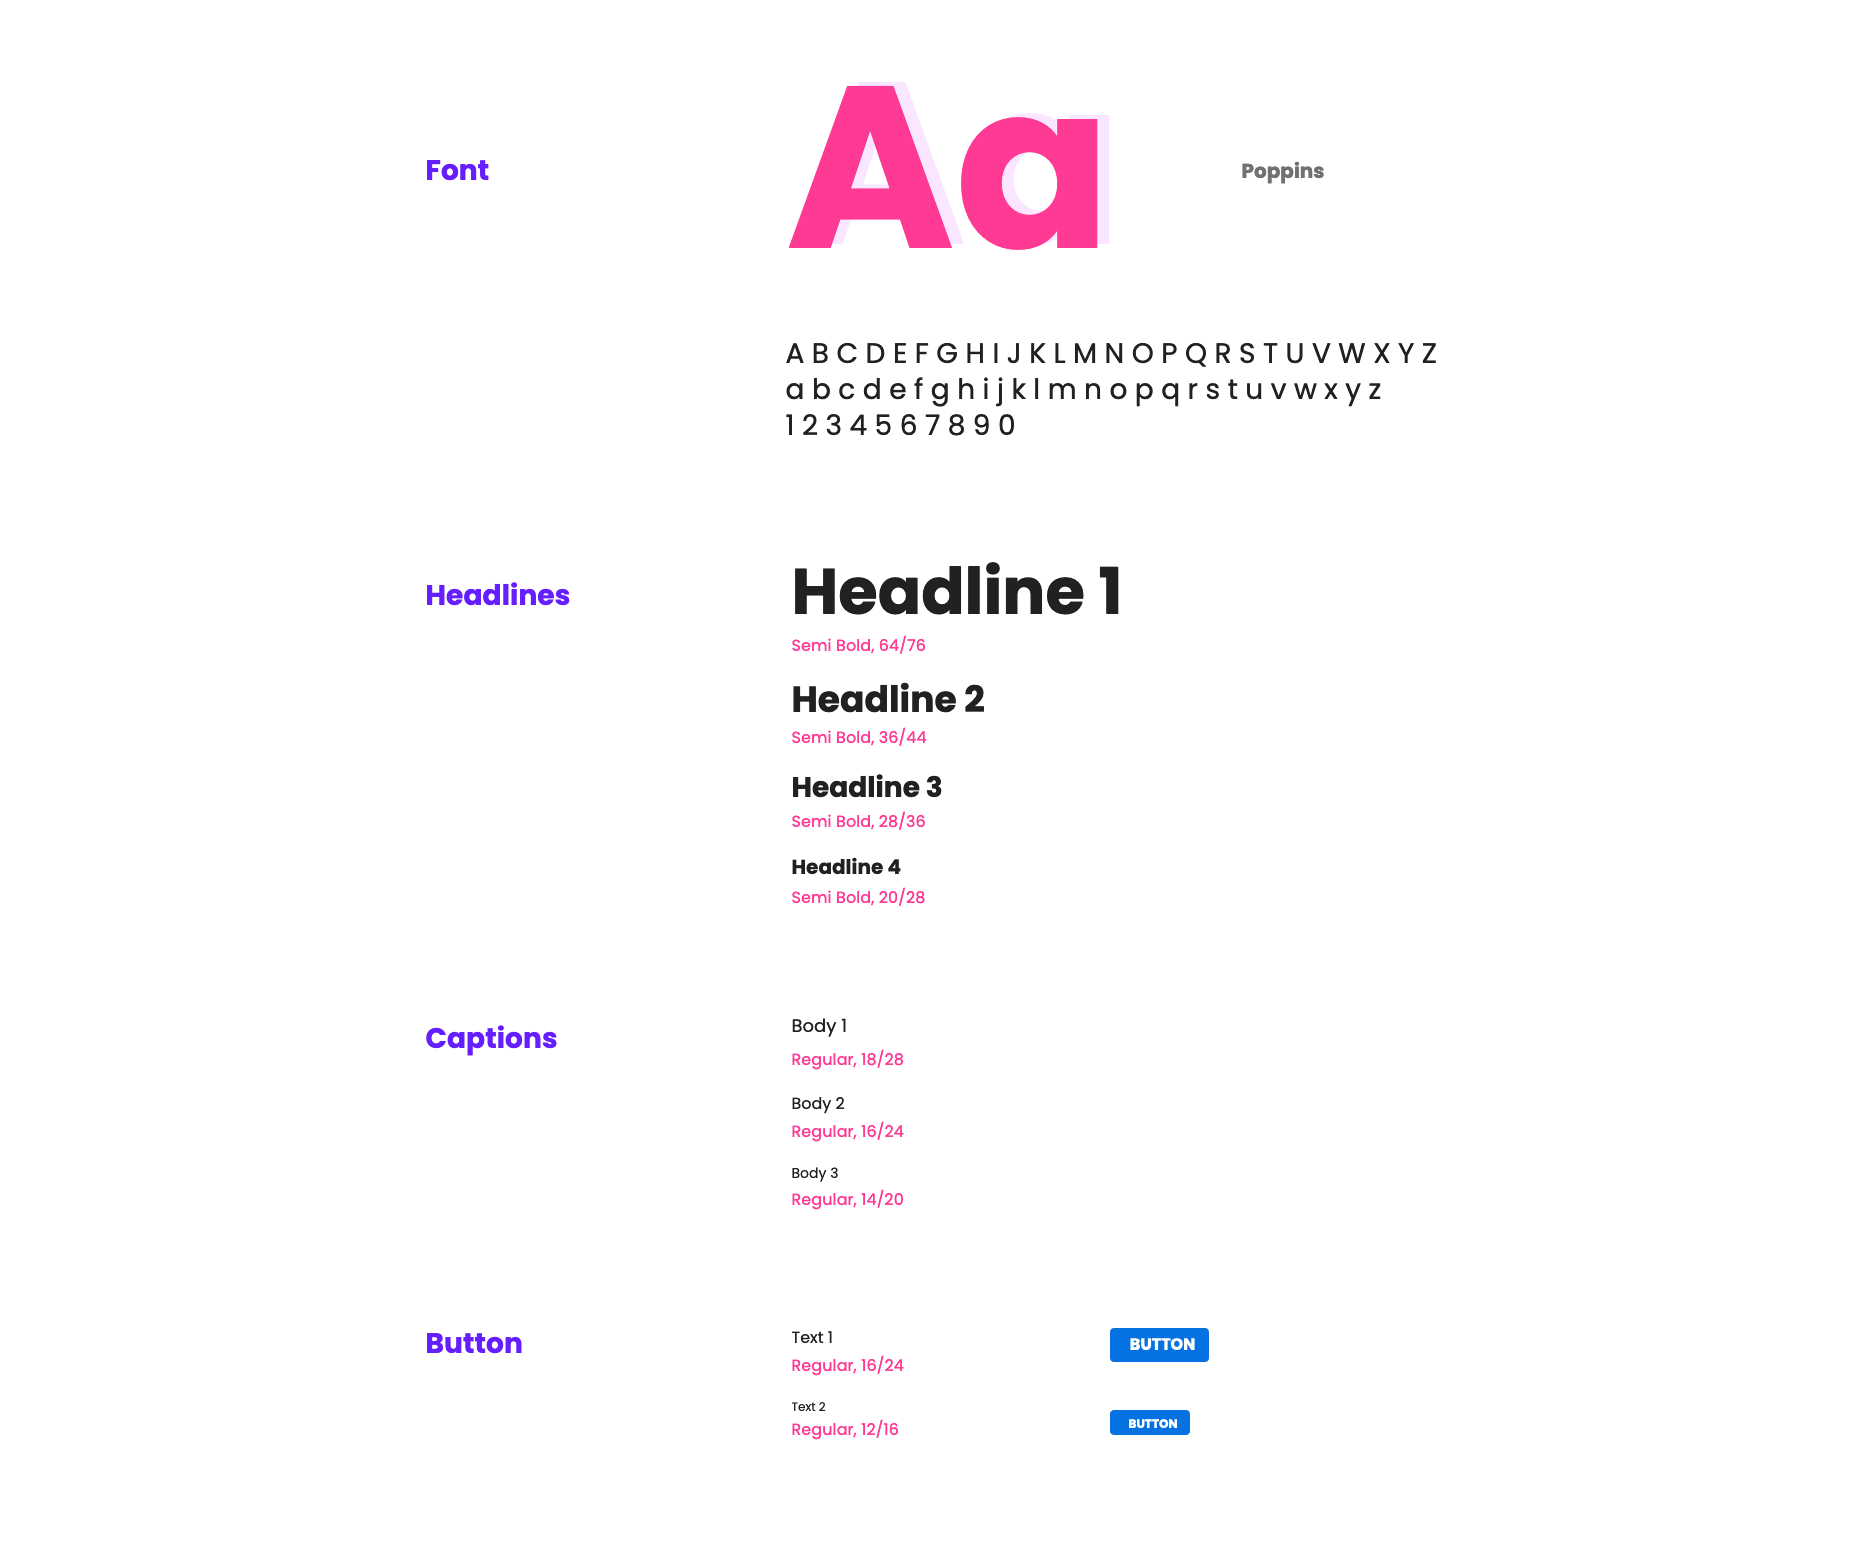 Font
Aa
Poppins
A B C D E F G H I J K L M N O P Q R S T U V W X Y Z
a b c d e f g h i j k l m n o p q r s t u v w x y z
1 2 3 4 5 6 7 8 9 0
Headlines
Headline 1
Semi Bold, 64/76
Headline 2
Semi Bold, 36/44
Headline 3
Semi Bold, 28/36
Headline 4
Semi Bold, 20/28
Captions
Body 1
Regular, 18/28
Body 2
Regular, 16/24
Body 3
Regular, 14/20
Button
Text 1
BUTTON
Regular, 16/24
Text 2
BUTTON
Regular, 12/16